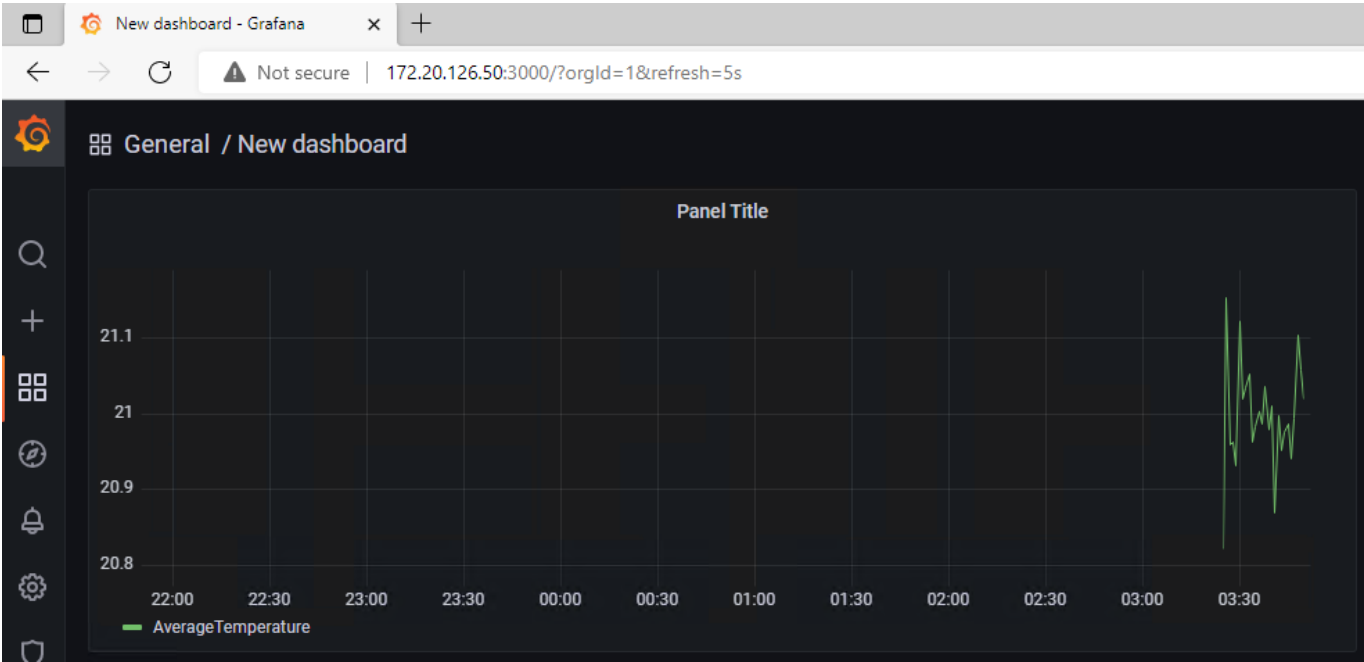 New dashboard - Grafana
Not secure | 172.20.126.50:3000/?orgId=1&refresh=5s
General / New dashboard
Panel Title
21.1
21
20.9
20.8
22:00 22:30 23:00 23:30 00:00 00:30 01:00 01:30 02:00 02:30 03:00 03:30
AverageTemperature